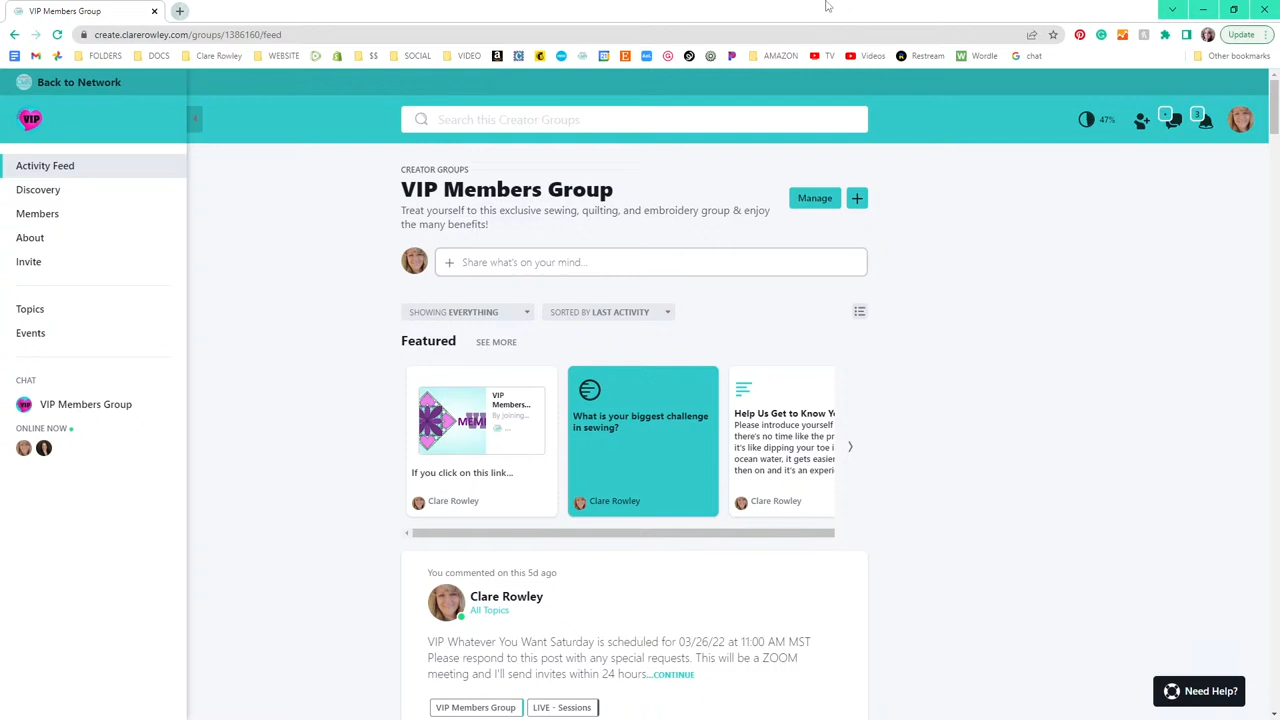 VIP Members Group
create.clarerowley.com/groups/1386160/feed
Update
FOLDERS
DOCS
Clare Rowley
WEBSITE
$$
SOCIAL
VIDEO
AMAZON
TV
Videos
Restream
Wordle
chat
Other bookmarks
Back to Network
VIP
Search this Creator Groups
47%
3
Activity Feed
Discovery
Members
About
Invite
Topics
Events
CHAT
VIP Members Group
ONLINE NOW
CREATOR GROUPS
VIP Members Group
Treat yourself to this exclusive sewing, quilting, and embroidery group & enjoy
the many benefits!
Manage
Share what's on your mind...
SHOWING EVERYTHING
SORTED BY LAST ACTIVITY
Featured
SEE MORE
VIP
Members...
By joining...
...
If you click on this link...
Clare Rowley
What is your biggest challenge
in sewing?
Clare Rowley
Help Us Get to Know Yo
Please introduce yourself
there's no time like the pr
it's like dipping your toe i
ocean water, it gets easier
then on and it's an experi
Clare Rowley
You commented on this 5d ago
Clare Rowley
All Topics
VIP Whatever You Want Saturday is scheduled for 03/26/22 at 11:00 AM MST
Please respond to this post with any special requests. This will be a ZOOM
meeting and I'll send invites within 24 hours...CONTINUE
VIP Members Group
LIVE - Sessions
Need Help?